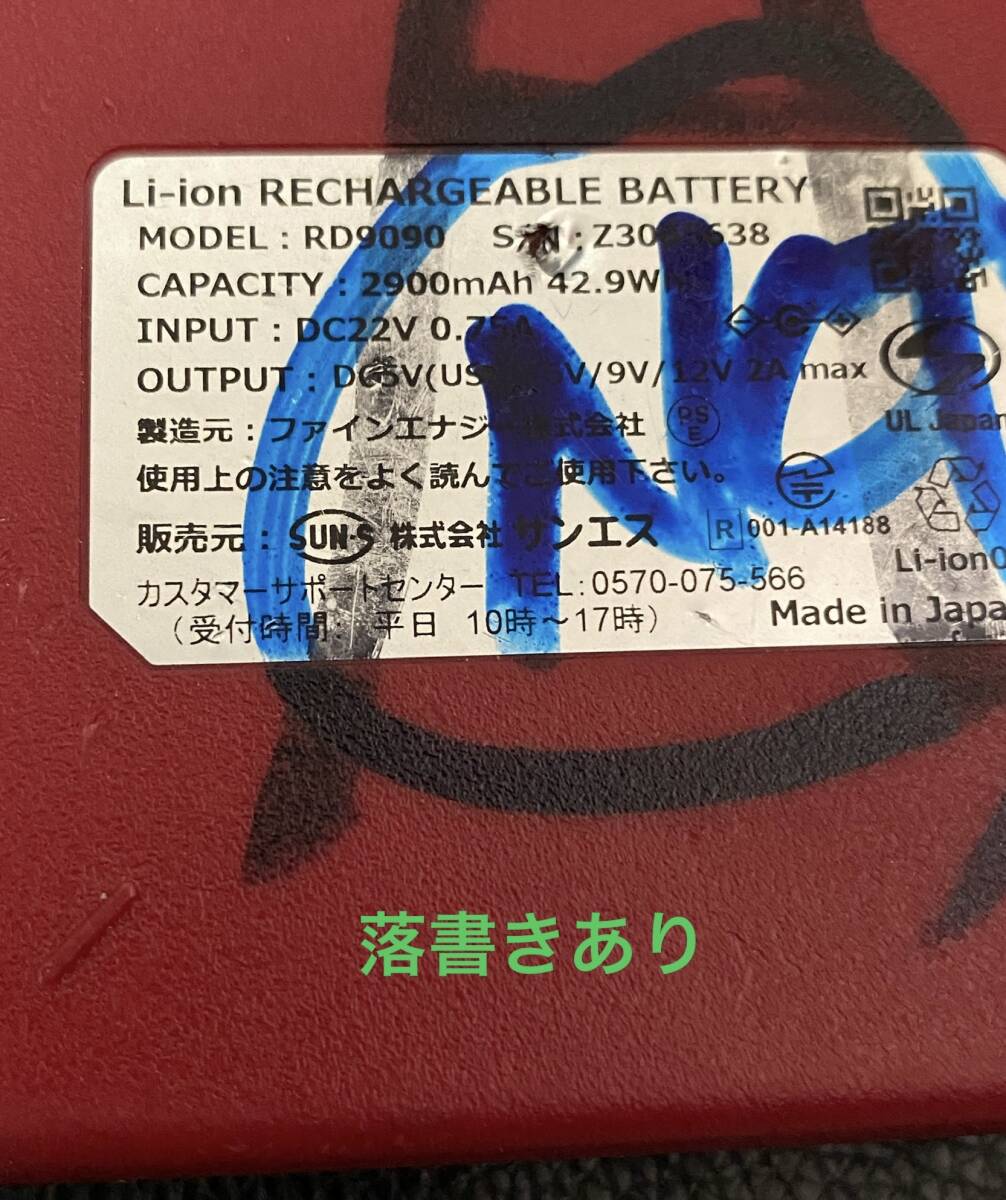 Li-ion RECHARGEABLE BATTERY
MODEL : RD9090
CAPACITY : 2900mAh 42.9Wh
INPUT : DC22V 0.75A
OUTPUT : DC5V(US V/9V/12V 2A max
製造元 : ファインエナジー株式会社 PSE
UL Japan
使用上の注意をよく読んでご使用下さい。
販売元 : SUN・S 株式会社 サンエス R 001-A14188
Li-ion
カスタマーサポートセンター TEL : 0570-075-566
(受付時間: 平日 10時~17時)
Made in Japa
落書きあり